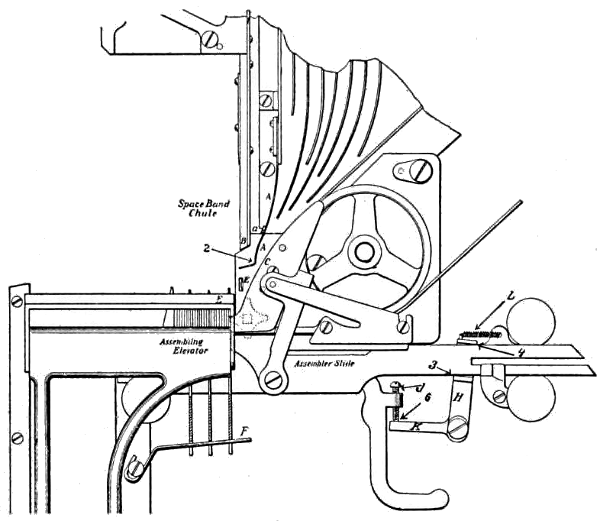 Space Band
Chute
A
a
B
A
2
C
E
E
L
Assembling
Elevator
Assembler Slide
4
3
d
6
H
K
F